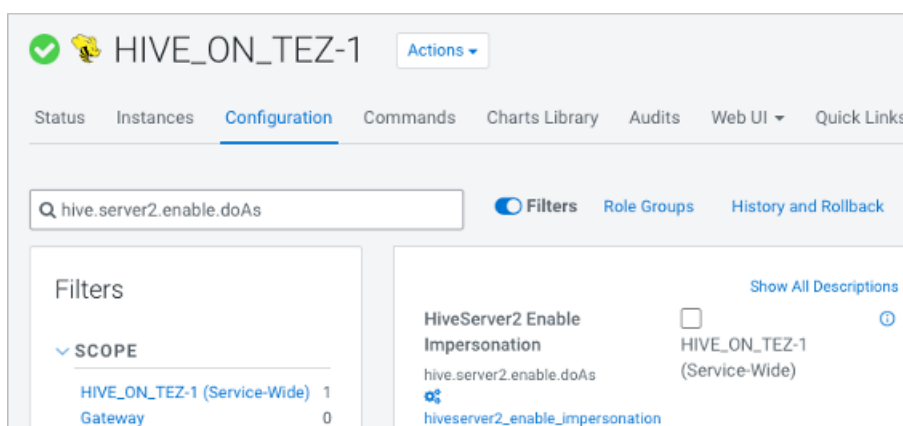 HIVE_ON_TEZ-1
Actions
Status Instances Configuration Commands Charts Library Audits Web UI Quick Links
hive.server2.enable.doAs
Filters Role Groups History and Rollback
Filters
Show All Descriptions
HiveServer2 Enable
Impersonation
HIVE_ON_TEZ-1
(Service-Wide)
hive.server2.enable.doAs
hiveserver2_enable_impersonation
SCOPE
HIVE_ON_TEZ-1 (Service-Wide) 1
Gateway 0